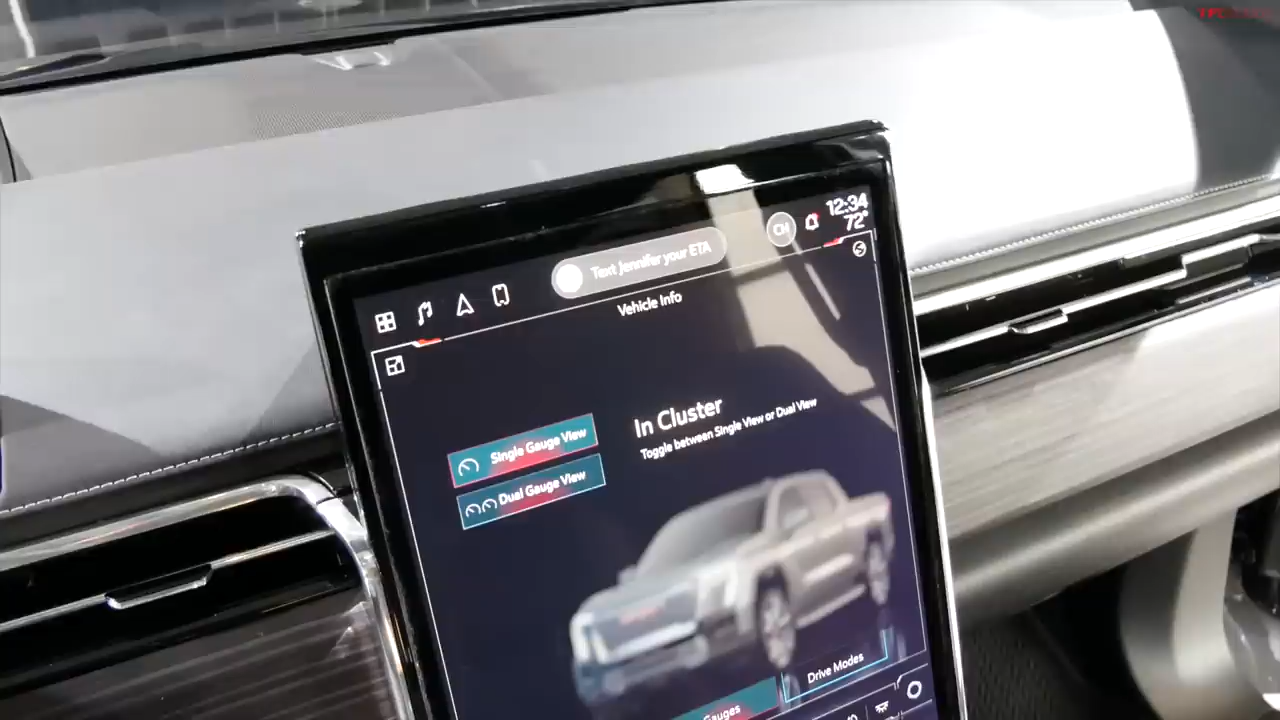 12:34
72°
CH
Text Jennifer your ETA
Vehicle Info
In Cluster
Toggle between Single View or Dual View
Single Gauge View
Dual Gauge View
Drive Modes
Gauges